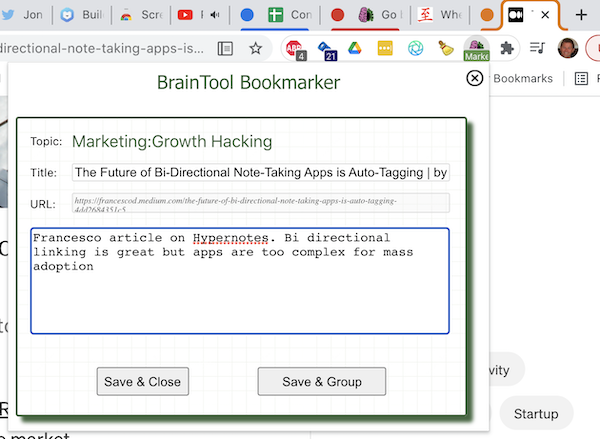 Jon
Buil
Scre
F
Con
Go l
至
Whe
directional-note-taking-apps-is...
ABP
4
21
Marke
Bookmarks
BrainTool Bookmarker
Topic: Marketing:Growth Hacking
Title: The Future of Bi-Directional Note-Taking Apps is Auto-Tagging | by
URL: https://francescod.medium.com/the-future-of-bi-directional-note-taking-apps-is-auto-tagging-
4dd2684351c5
Francesco article on Hypernotes. Bi directional
linking is great but apps are too complex for mass
adoption
Save & Close
Save & Group
vity
Startup